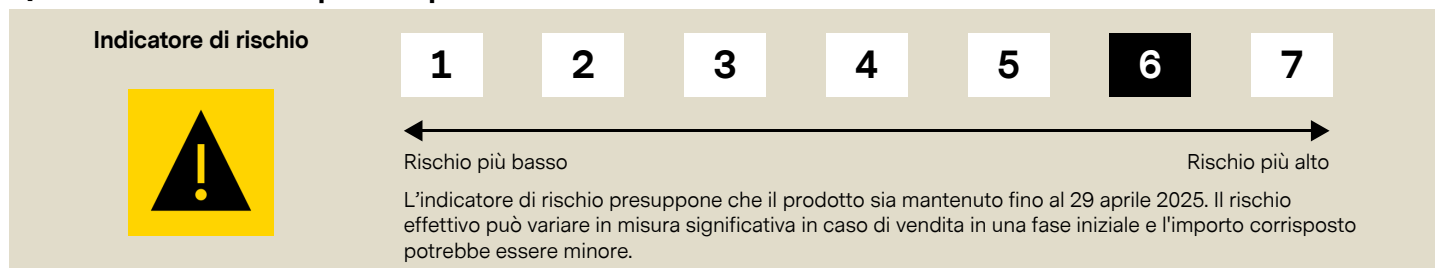 Indicatore di rischio
1 2 3 4 5 6 7
Rischio più basso Rischio più alto
L'indicatore di rischio presuppone che il prodotto sia mantenuto fino al 29 aprile 2025. Il rischio
effettivo può variare in misura significativa in caso di vendita in una fase iniziale e l'importo corrisposto
potrebbe essere minore.